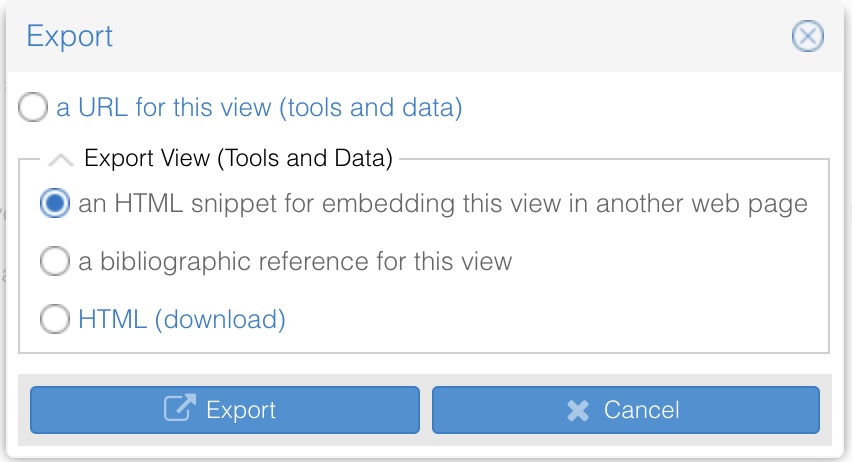 Export
a URL for this view (tools and data)
Export View (Tools and Data)
an HTML snippet for embedding this view in another web page
a bibliographic reference for this view
HTML (download)
Export
Cancel